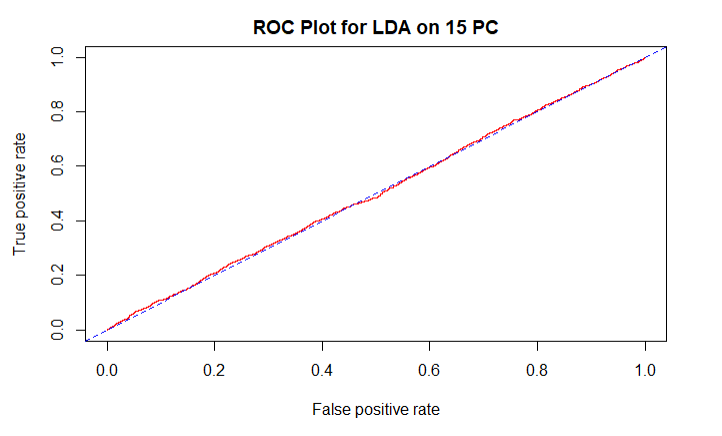 ROC Plot for LDA on 15 PC
True positive rate
1.0
0.8
0.6
0.4
0.2
0.0
0.0 0.2 0.4 0.6 0.8 1.0
False positive rate